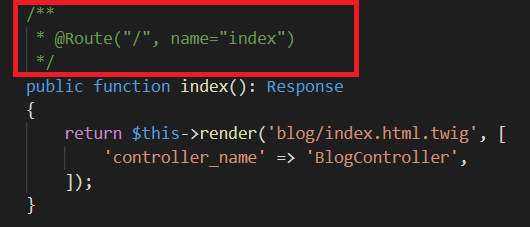 /**
 * @Route("/", name="index")
 */
public function index(): Response
{
    return $this->render('blog/index.html.twig', [
        'controller_name' => 'BlogController',
    ]);
}